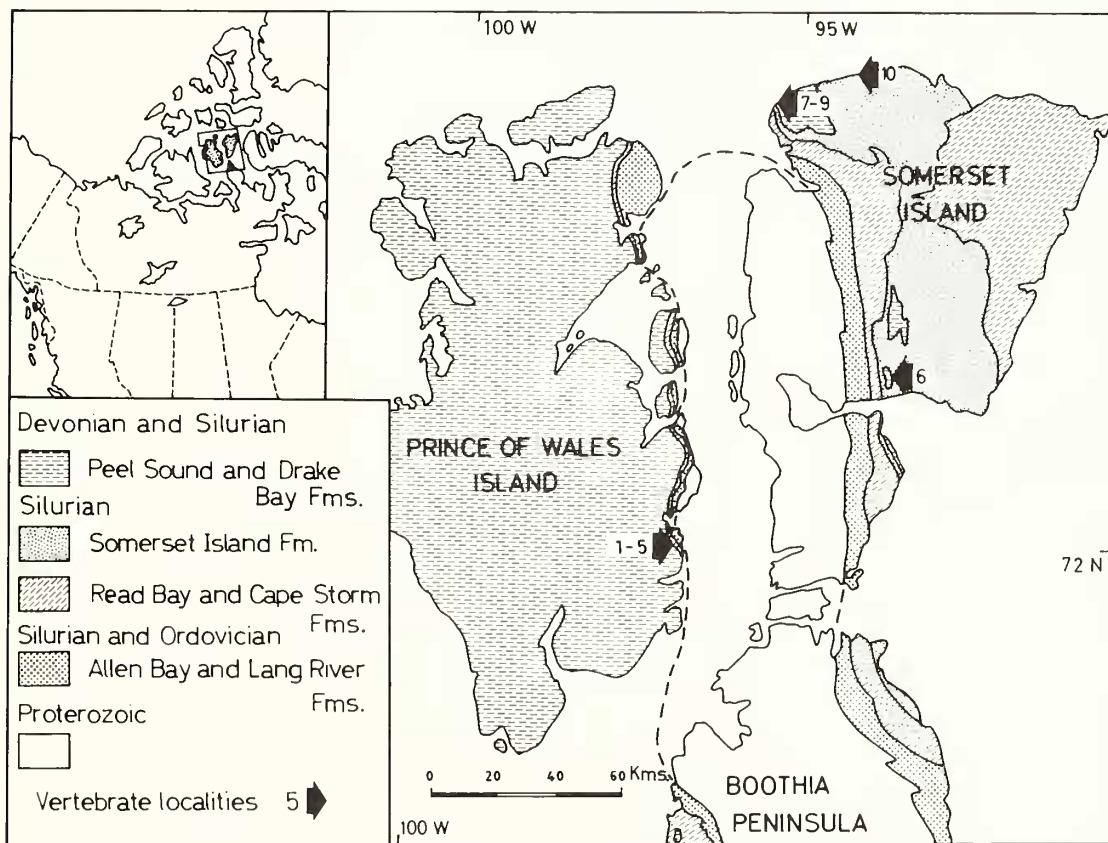 100 W
95 W
10
7-9
SOMERSET
ISLAND
6
PRINCE OF WALES
ISLAND
1-5
72 N
Devonian and Silurian
Peel Sound and Drake
Bay Fms.
Silurian
Somerset Island Fm.
Read Bay and Cape Storm
Fms.
Silurian and Ordovician
Allen Bay and Lang River
Fms.
Proterozoic
Vertebrate localities 5
0 20 40 60 Kms.
BOOTHIA
PENINSULA
100 W